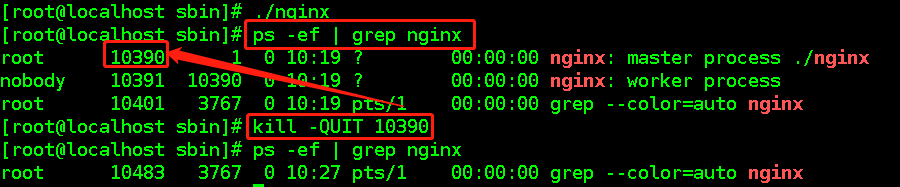 [root@localhost sbin]# ./nginx
[root@localhost sbin]# ps -ef | grep nginx
root 10390 1 0 10:19 ? 00:00:00 nginx: master process ./nginx
nobody 10391 10390 0 10:19 ? 00:00:00 nginx: worker process
root 10401 3767 0 10:19 pts/1 00:00:00 grep --color=auto nginx
[root@localhost sbin]# kill -QUIT 10390
[root@localhost sbin]# ps -ef | grep nginx
root 10483 3767 0 10:27 pts/1 00:00:00 grep --color=auto nginx